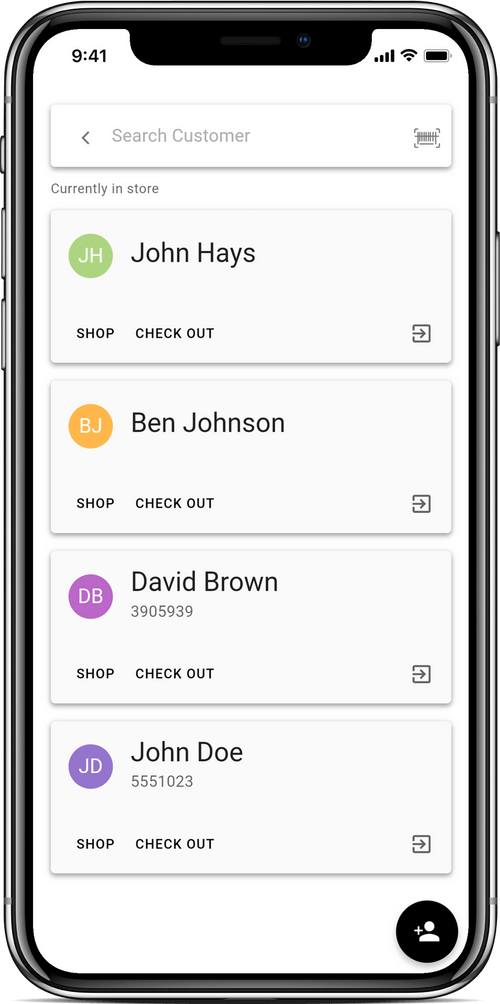 9:41
Search Customer
Currently in store
JH John Hays
SHOP CHECK OUT
BJ Ben Johnson
SHOP CHECK OUT
DB David Brown
3905939
SHOP CHECK OUT
JD John Doe
5551023
SHOP CHECK OUT